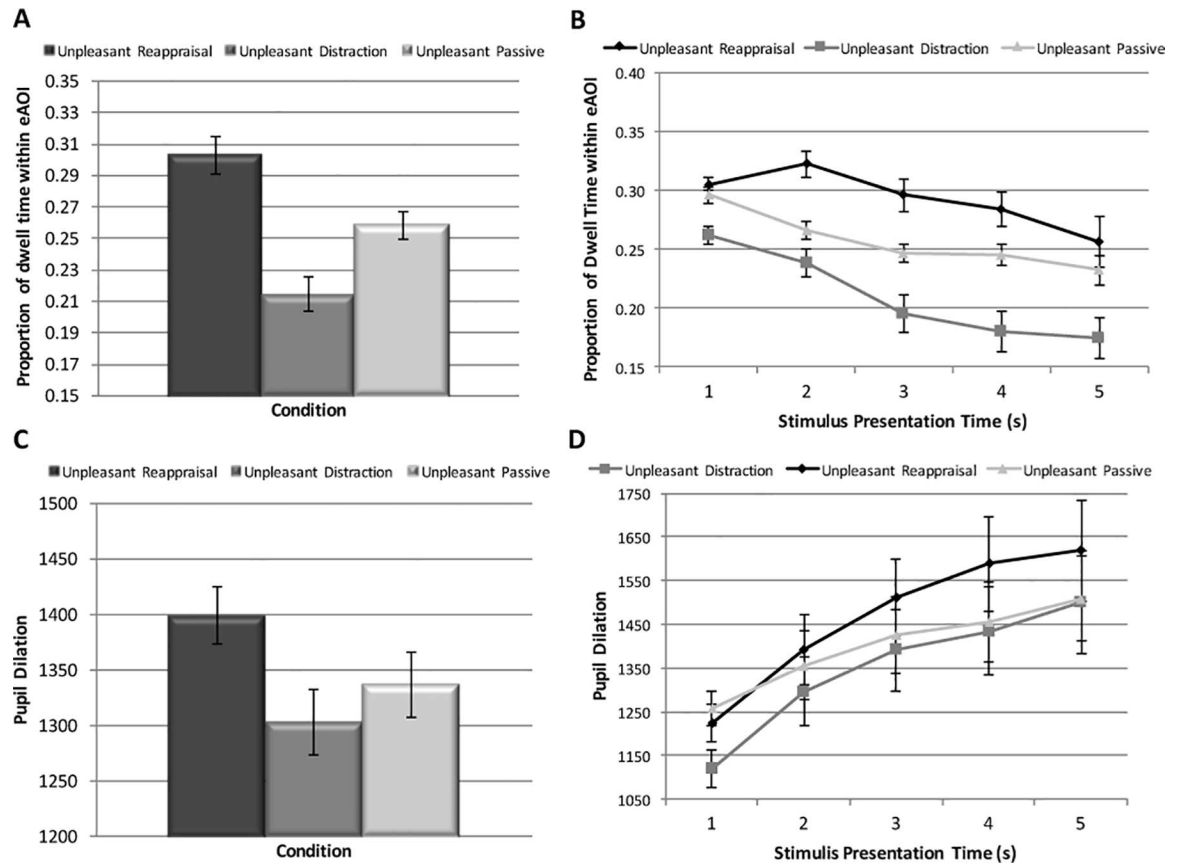 A
Unpleasant Reappraisal Unpleasant Distraction Unpleasant Passive
Proportion of dwell time within eAOI
0.35
0.33
0.31
0.29
0.27
0.25
0.23
0.21
0.19
0.17
0.15
Condition
B
Unpleasant Reappraisal Unpleasant Distraction Unpleasant Passive
Proportion of Dwell Time within eAOI
0.40
0.35
0.30
0.25
0.20
0.15
1 2 3 4 5
Stimulus Presentation Time (s)
C
Unpleasant Reappraisal Unpleasant Distraction Unpleasant Passive
Pupil Dilation
1500
1450
1400
1350
1300
1250
1200
Condition
D
Unpleasant Distraction Unpleasant Reappraisal Unpleasant Passive
Pupil Dilation
1750
1650
1550
1450
1350
1250
1150
1050
1 2 3 4 5
Stimulis Presentation Time (s)